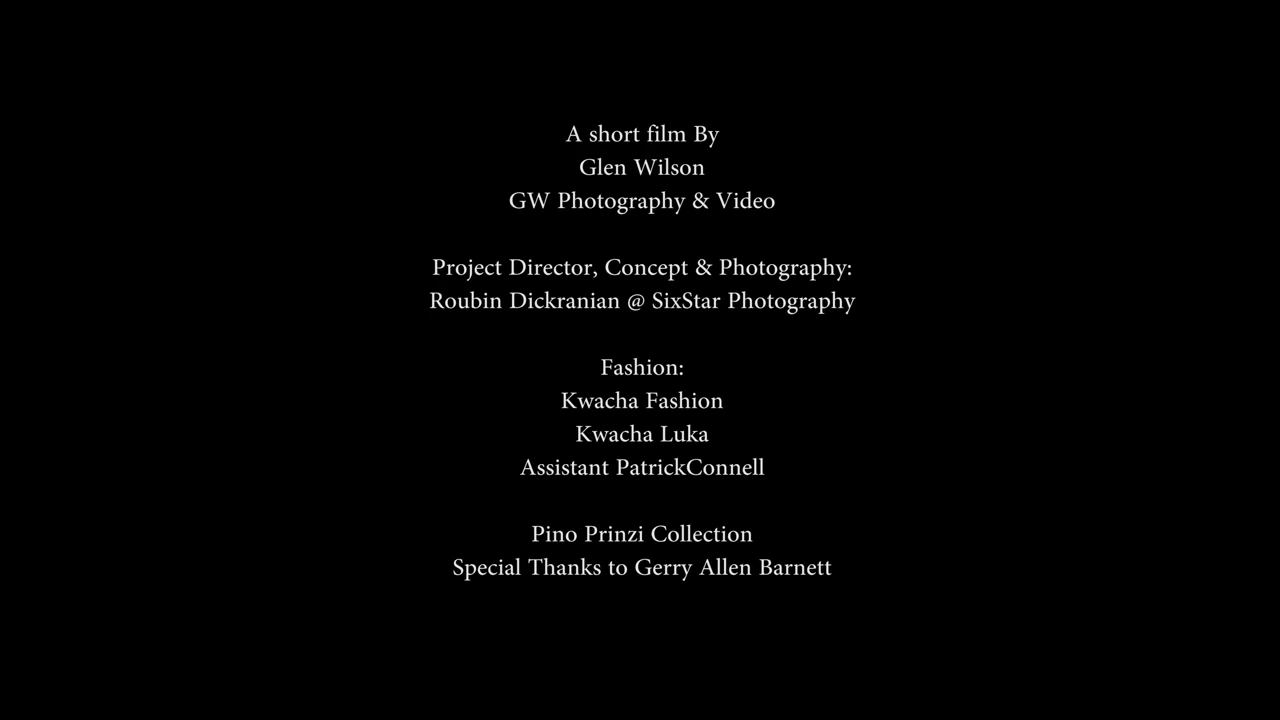 A short film By
Glen Wilson
GW Photography & Video
Project Director, Concept & Photography:
Roubin Dickranian @ SixStar Photography
Fashion:
Kwacha Fashion
Kwacha Luka
Assistant PatrickConnell
Pino Prinzi Collection
Special Thanks to Gerry Allen Barnett